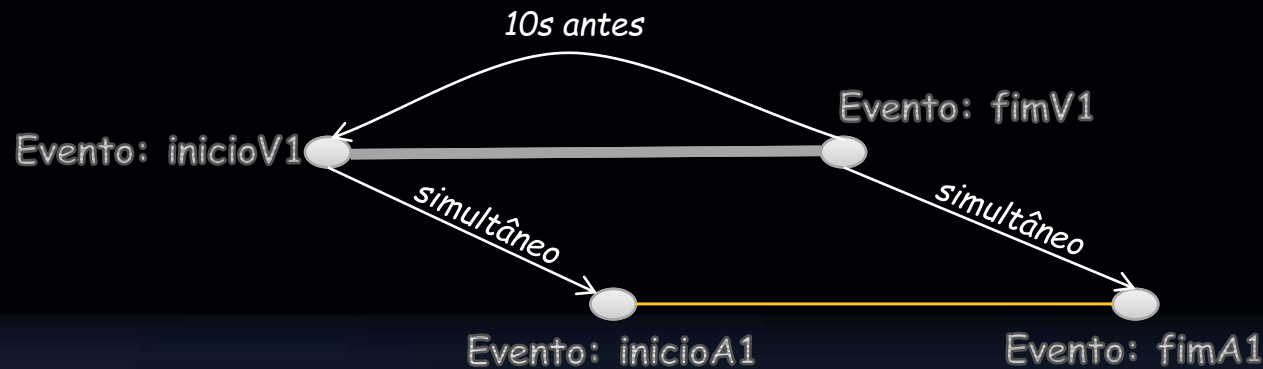 10s antes
Evento: fimV1
Evento: inicioV1
simultâneo
simultâneo
Evento: inicioA1
Evento: fimA1